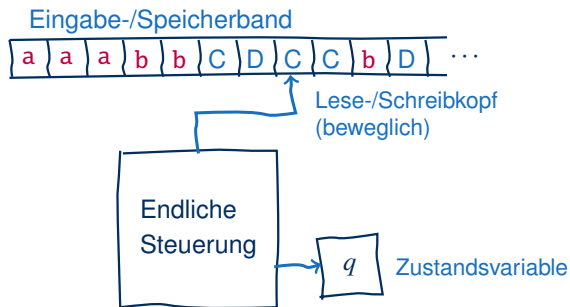 Eingabe-/Speicherband
a a a b b C D C C b D ···
Lese-/Schreibkopf
(beweglich)
Endliche
Steuerung
q
Zustandsvariable